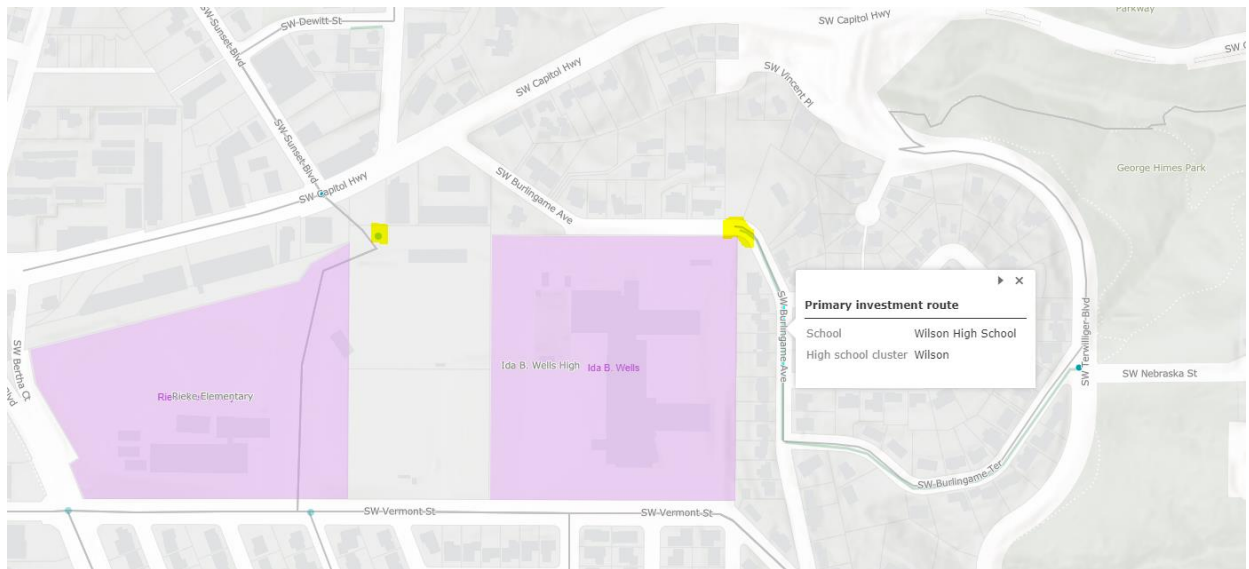 Parkway
SW Capitol Hwy
SW-Dewitt-St
SW-Sunset-Blvd
SW Capitol Hwy
SW Vincent Pl
SW-Sunset-Blvd
George Himes Park
SW-Capitol Hwy
SW Burlingame Ave
Primary investment route
School Wilson High School
High school cluster Wilson
SW-Burlingame-Ave
SW Terwilliger-Blvd
SW Bertha Ct
Ida B. Wells High
Ida B. Wells
SW Nebraska St
Blvd
Rieke Elementary
SW-Burlingame-Ter
SW-Vermont-St
SW-Vermont-St